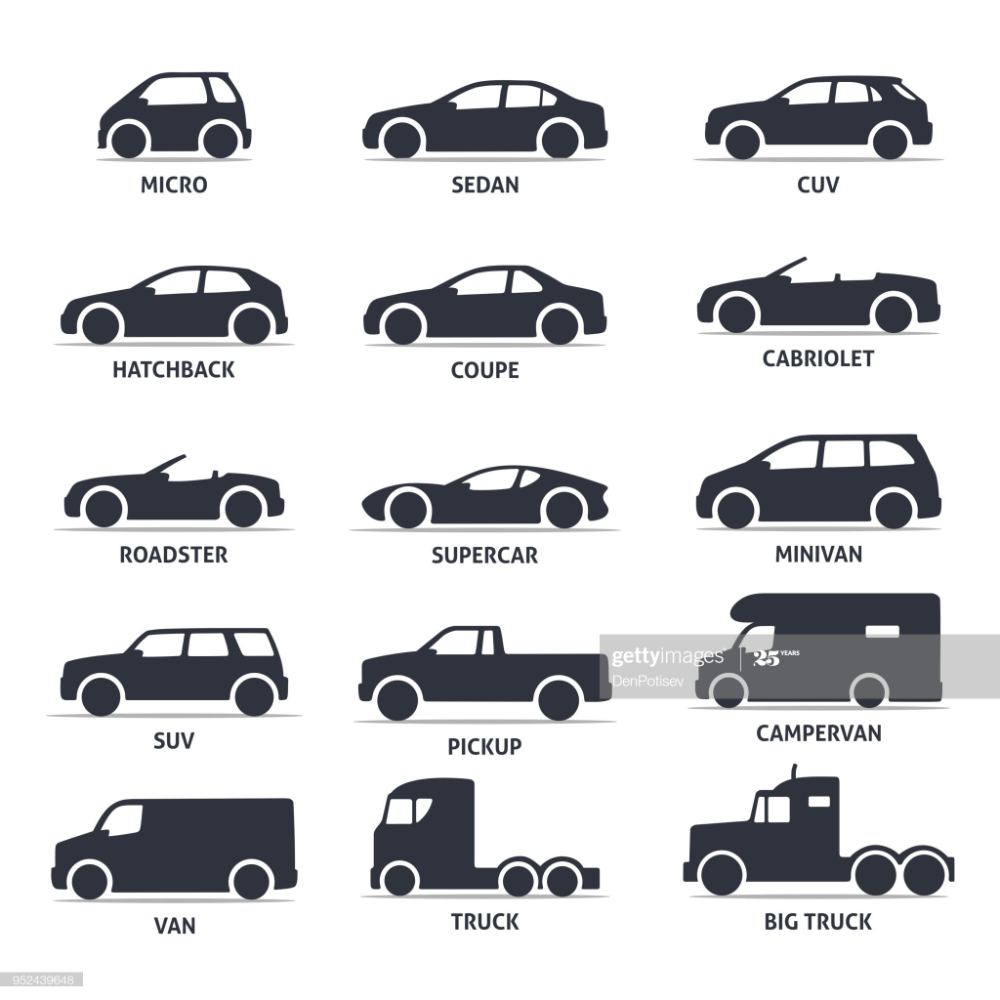 MICRO
SEDAN
CUV
HATCHBACK
COUPE
CABRIOLET
ROADSTER
SUPERCAR
MINIVAN
SUV
PICKUP
CAMPERVAN
gettyimages | 25 YEARS
DenPotisev
VAN
TRUCK
BIG TRUCK
952439648